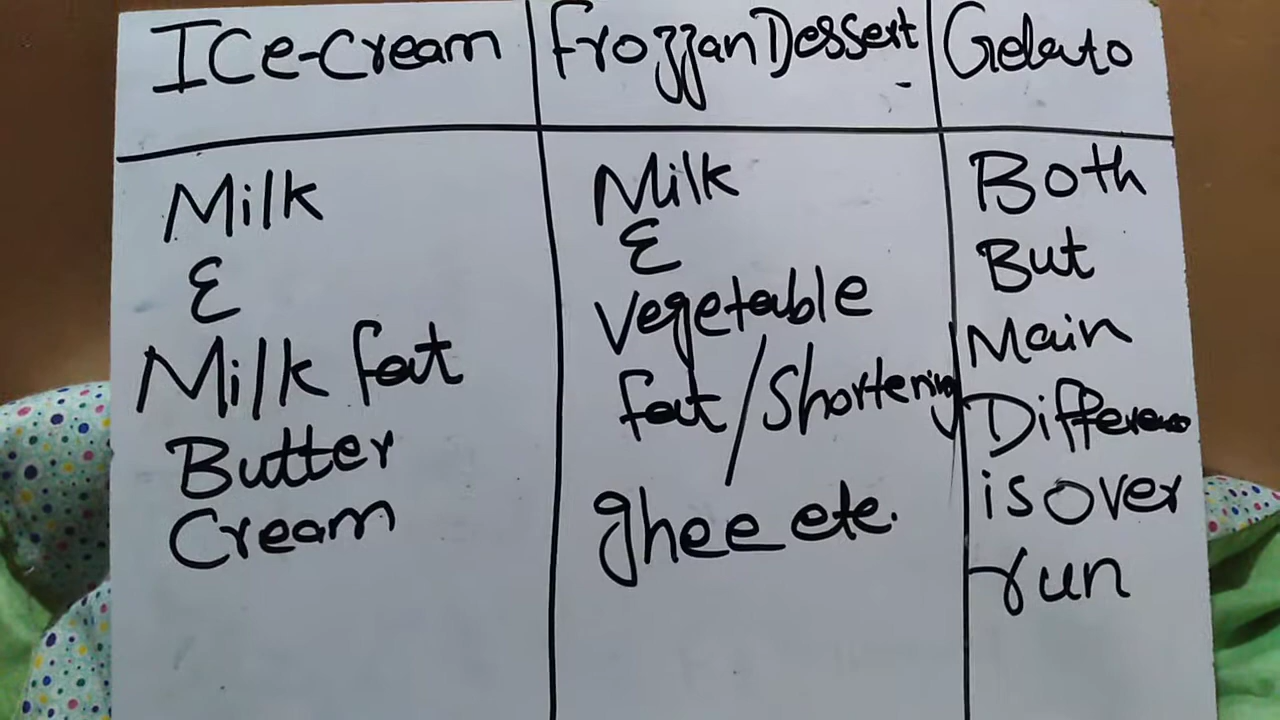 ICe-Cream
Milk
&
Milk fat
Butter
Cream
Frozzan Dessert
Milk
&
Vegetable
fat/Shortening
ghee etc.
Gelato
Both
But
Main
Difference
is over
run